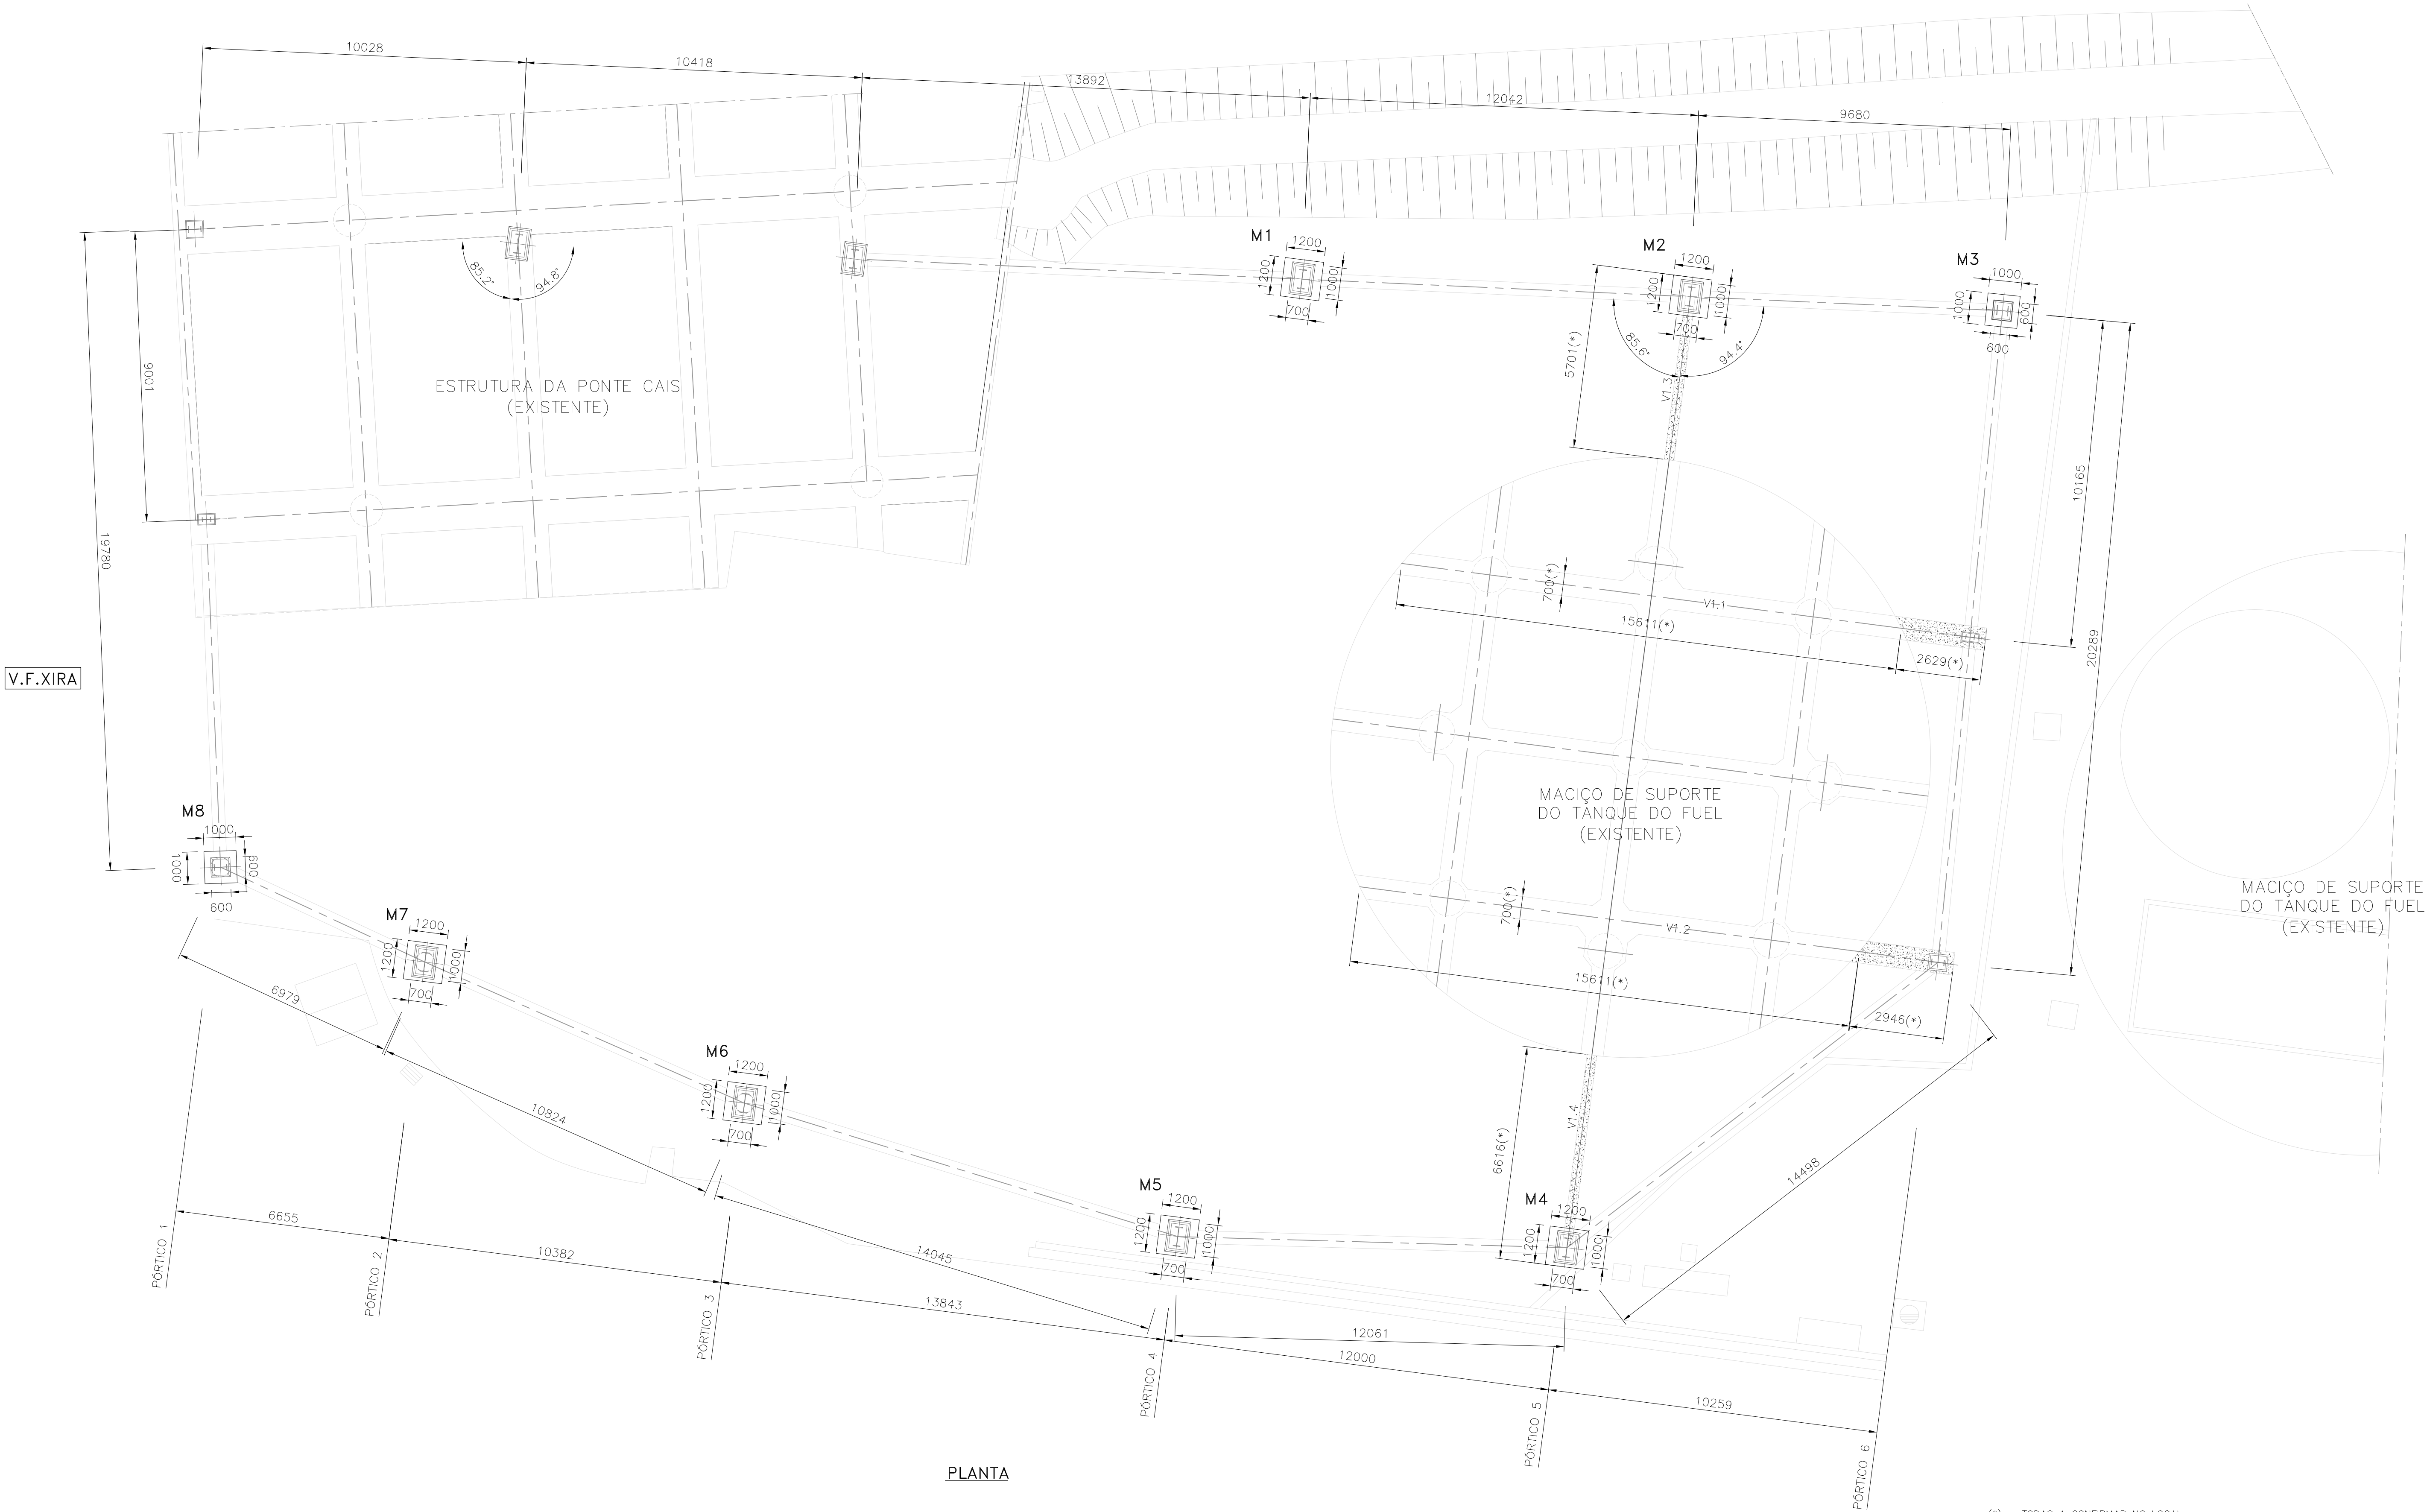 10028
10418
13892
12042
9680
M1
1200
1200
1000
700
M2
1200
1200
1000
700
M3
1000
1000
600
600
85.2°
94.8°
85.6°
94.4°
5701(*)
V1.3
9001
19780
ESTRUTURA DA PONTE CAIS
(EXISTENTE)
10165
20289
700(*)
V1.1
15611(*)
2629(*)
V.F.XIRA
MACIÇO DE SUPORTE
DO TANQUE DO FUEL
(EXISTENTE)
MACIÇO DE SUPORTE
DO TANQUE DO FUEL
(EXISTENTE)
M8
1000
1000
600
600
M7
1200
1200
1000
700
700(*)
V1.2
15611(*)
2946(*)
6979
M6
1200
1200
1000
700
10824
V1.4
6616(*)
14498
M5
1200
1200
1000
700
M4
1200
1200
1000
700
6655
10382
14045
13843
12061
12000
10259
PÓRTICO 1
PÓRTICO 2
PÓRTICO 3
PÓRTICO 4
PÓRTICO 5
PÓRTICO 6
PLANTA